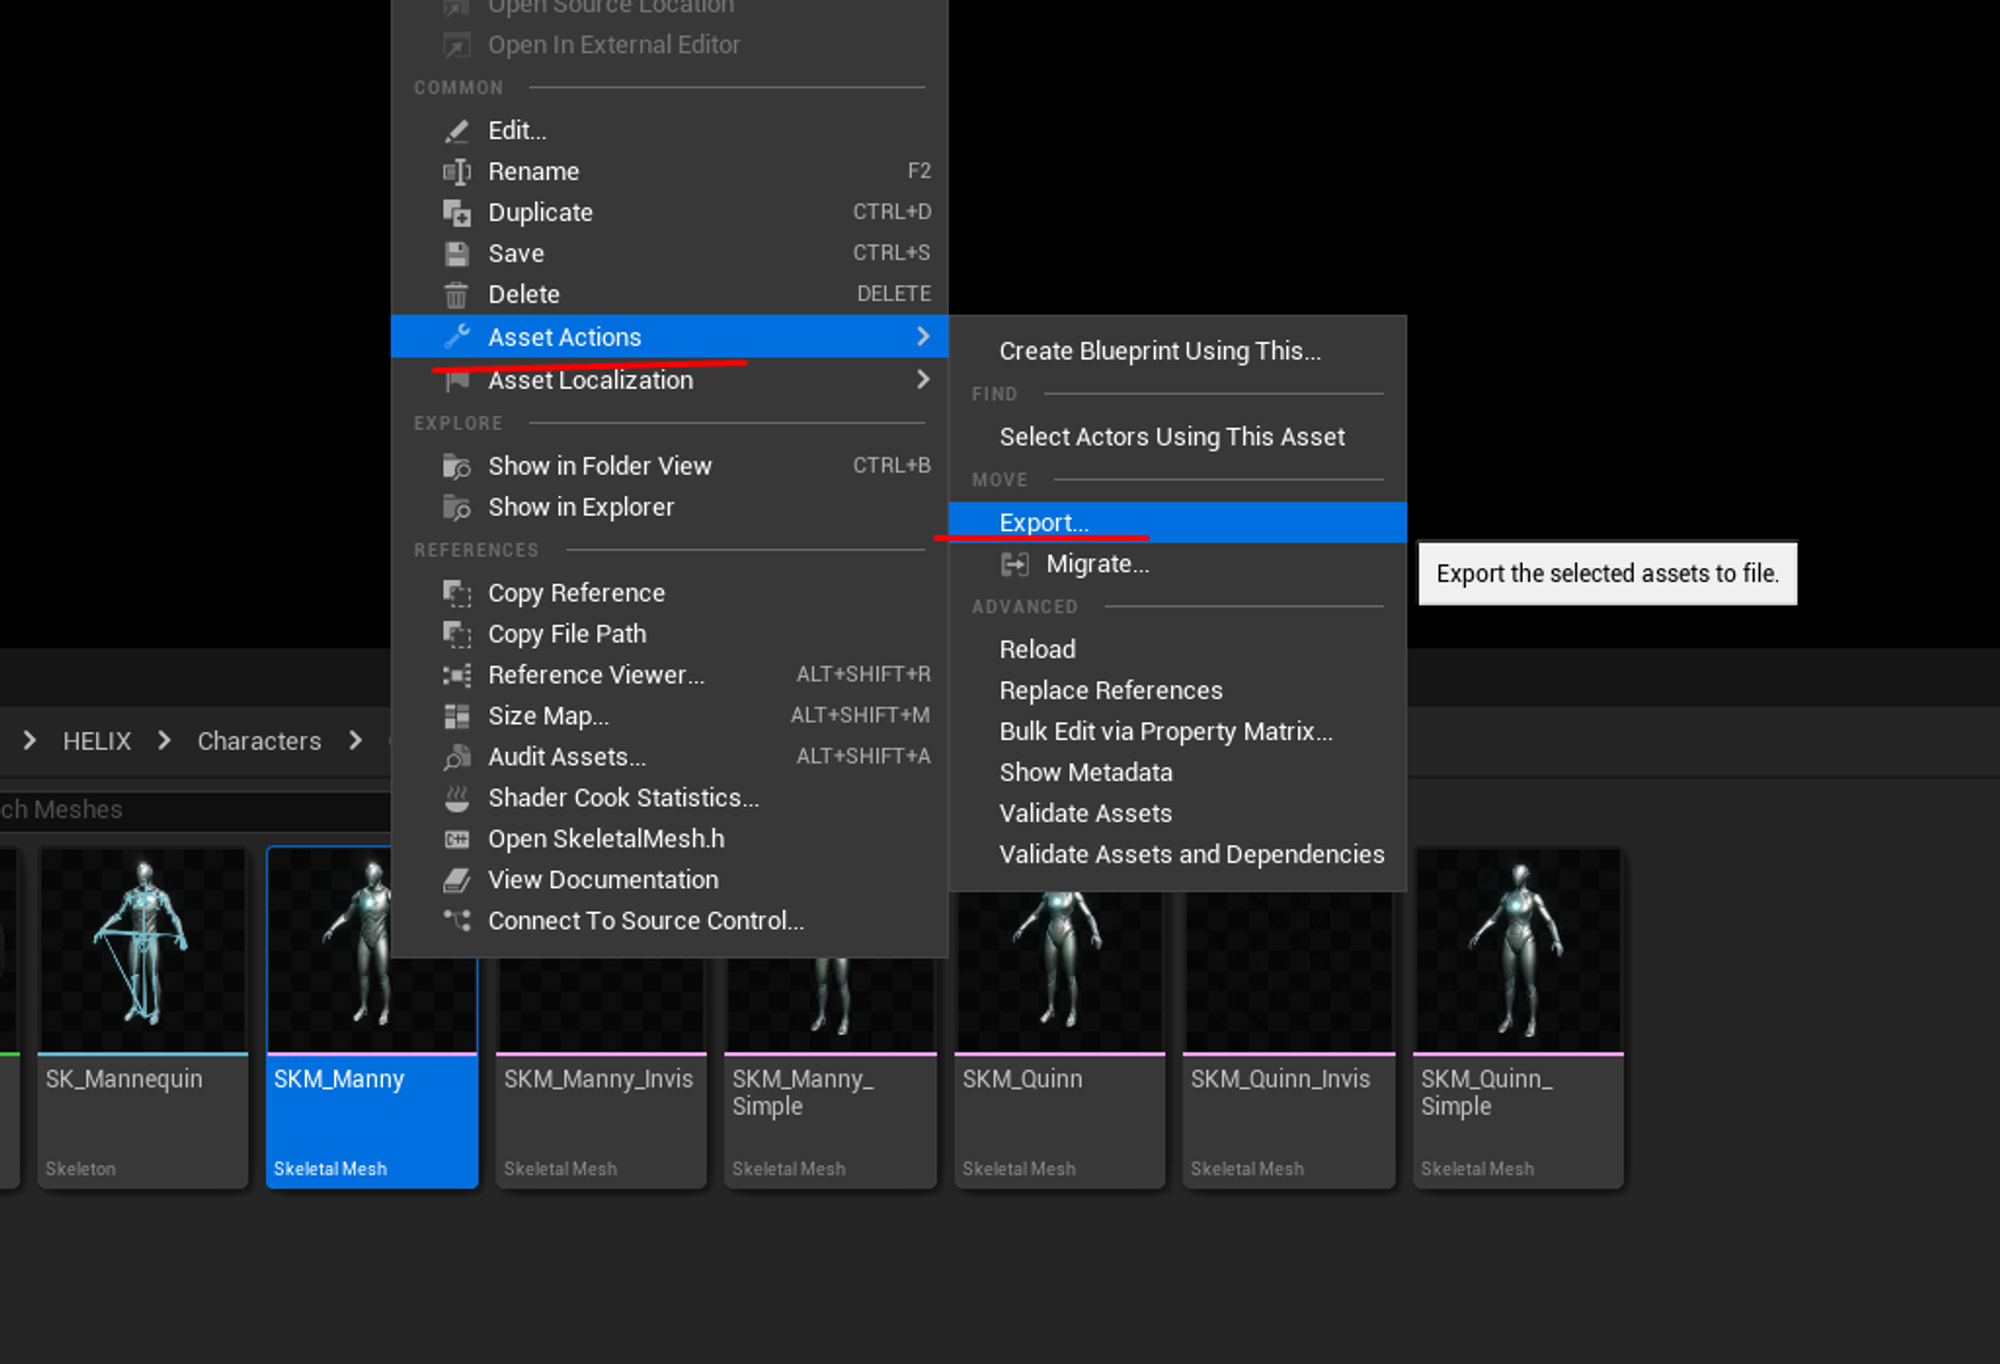 Open Source Location
Open In External Editor
COMMON
Edit...
Rename F2
Duplicate CTRL+D
Save CTRL+S
Delete DELETE
Asset Actions
Asset Localization
EXPLORE
Show in Folder View CTRL+B
Show in Explorer
REFERENCES
Copy Reference
Copy File Path
Reference Viewer... ALT+SHIFT+R
Size Map... ALT+SHIFT+M
Audit Assets... ALT+SHIFT+A
Shader Cook Statistics...
Open SkeletalMesh.h
View Documentation
Connect To Source Control...
Create Blueprint Using This...
FIND
Select Actors Using This Asset
MOVE
Export...
Migrate...
ADVANCED
Reload
Replace References
Bulk Edit via Property Matrix...
Show Metadata
Validate Assets
Validate Assets and Dependencies
Export the selected assets to file.
HELIX Characters
ch Meshes
SK_Mannequin
Skeleton
SKM_Manny
Skeletal Mesh
SKM_Manny_Invis
Skeletal Mesh
SKM_Manny_
Simple
Skeletal Mesh
SKM_Quinn
Skeletal Mesh
SKM_Quinn_Invis
Skeletal Mesh
SKM_Quinn_
Simple
Skeletal Mesh